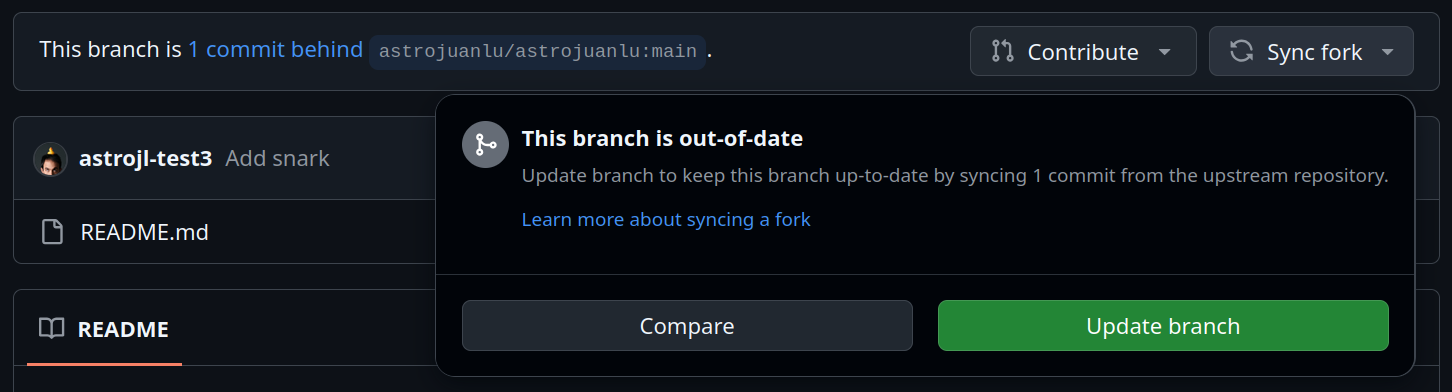 This branch is 1 commit behind astrojuanlu/astrojuanlu:main.
Contribute
Sync fork
This branch is out-of-date
Update branch to keep this branch up-to-date by syncing 1 commit from the upstream repository.
Learn more about syncing a fork
Compare
Update branch
astrojl-test3 Add snark
README.md
README